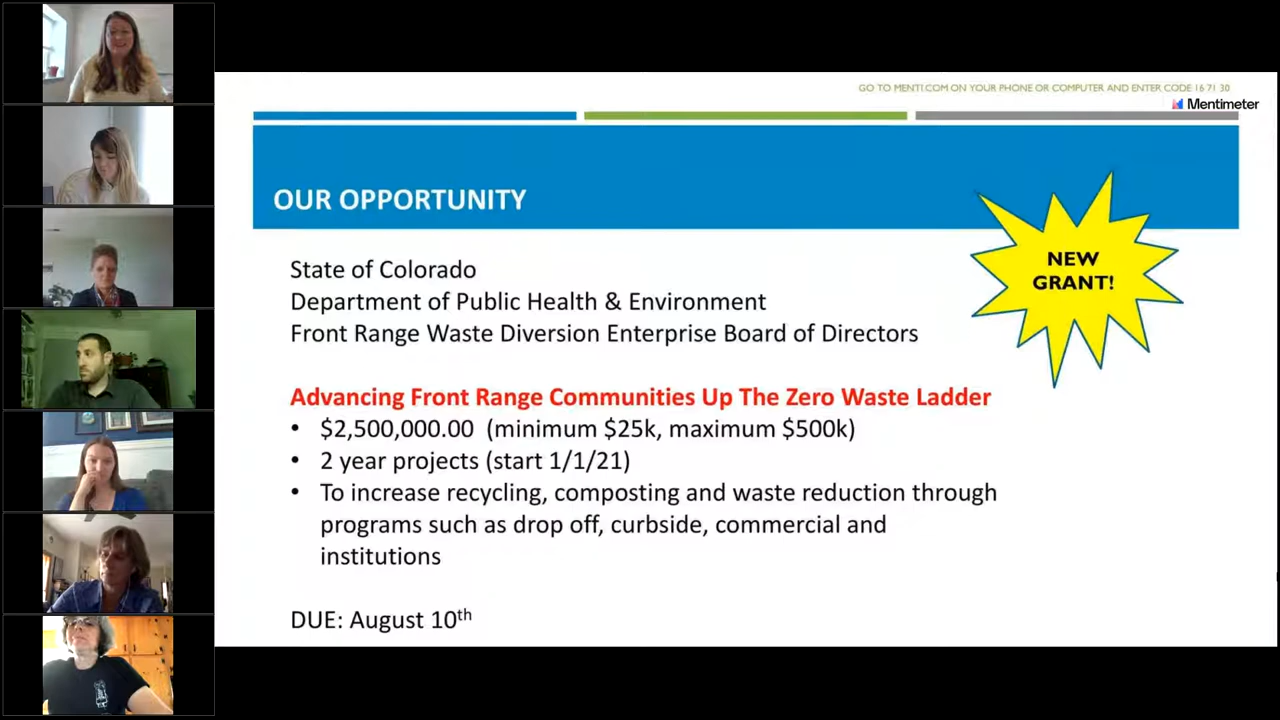 GO TO MENTI.COM ON YOUR PHONE OR COMPUTER AND ENTER CODE 16 71 30
Mentimeter
OUR OPPORTUNITY
NEW
GRANT!
State of Colorado
Department of Public Health & Environment
Front Range Waste Diversion Enterprise Board of Directors
Advancing Front Range Communities Up The Zero Waste Ladder
• $2,500,000.00 (minimum $25k, maximum $500k)
• 2 year projects (start 1/1/21)
• To increase recycling, composting and waste reduction through
programs such as drop off, curbside, commercial and
institutions
DUE: August 10th